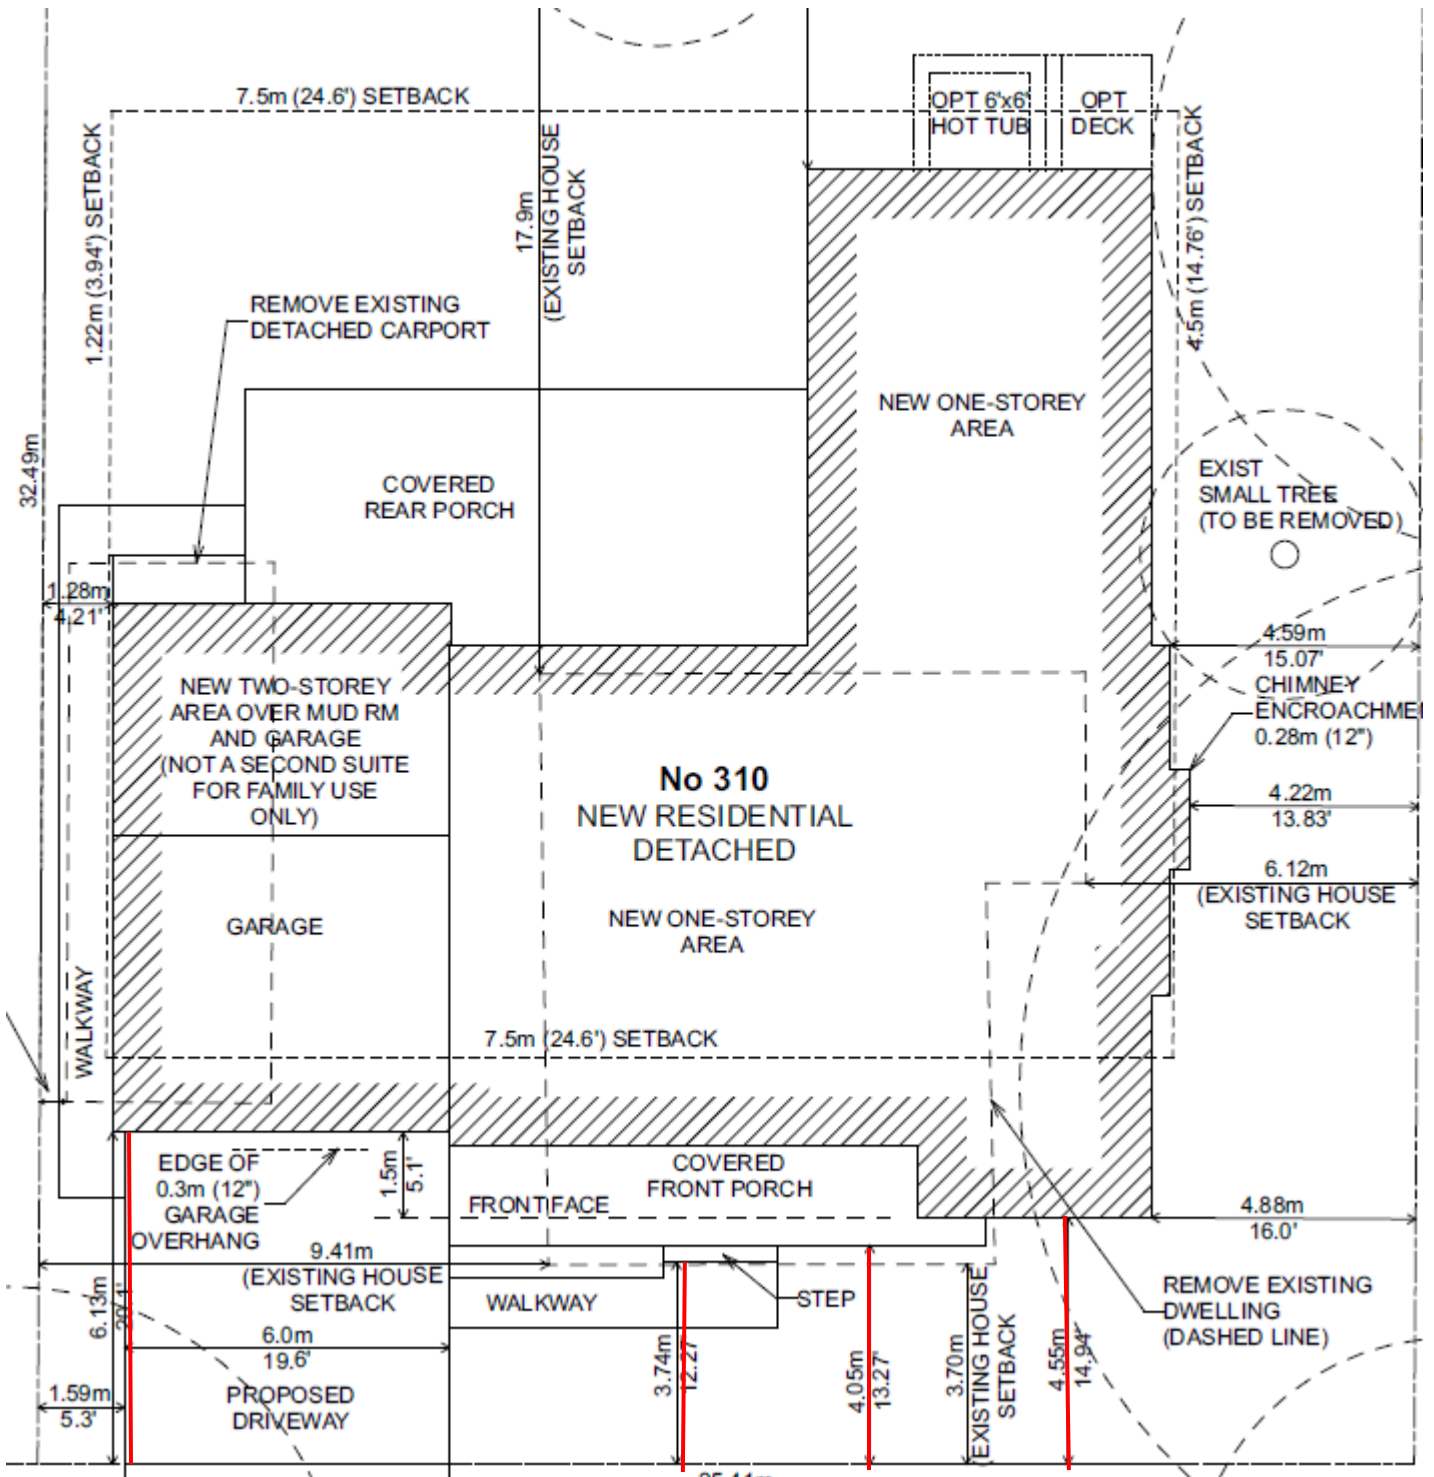 7.5m (24.6') SETBACK
OPT 6'x6'
HOT TUB
OPT
DECK
1.22m (3.94') SETBACK
17.9m
(EXISTING HOUSE
SETBACK
4.5m (14.76') SETBACK
REMOVE EXISTING
DETACHED CARPORT
32.49m
NEW ONE-STOREY
AREA
COVERED
REAR PORCH
EXIST
SMALL TREE
(TO BE REMOVED)
1.28m
4.21'
4.59m
15.07'
CHIMNEY
ENCROACHME
0.28m (12")
NEW TWO-STOREY
AREA OVER MUD RM
AND GARAGE
(NOT A SECOND SUITE
FOR FAMILY USE
ONLY)
No 310
NEW RESIDENTIAL
DETACHED
4.22m
13.83'
6.12m
(EXISTING HOUSE
SETBACK
GARAGE
NEW ONE-STOREY
AREA
WALKWAY
7.5m (24.6') SETBACK
EDGE OF
0.3m (12")
GARAGE
OVERHANG
1.5m
5.1'
COVERED
FRONT PORCH
FRONT FACE
4.88m
16.0'
9.41m
(EXISTING HOUSE
SETBACK
6.13m
20.1'
WALKWAY
STEP
REMOVE EXISTING
DWELLING
(DASHED LINE)
6.0m
19.6'
3.74m
12.27'
4.05m
13.27'
3.70m
(EXISTING HOUSE
SETBACK
4.55m
14.94'
1.59m
5.3'
PROPOSED
DRIVEWAY